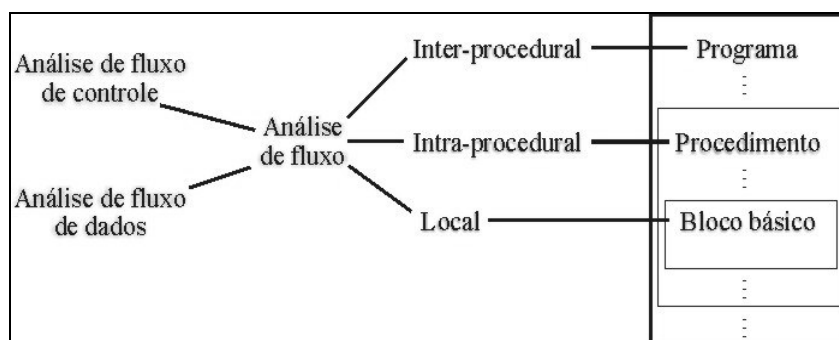 Análise de fluxo
de controle
Análise de fluxo
de dados
Análise
de fluxo
Inter-procedural
Intra-procedural
Local
Programa
Procedimento
Bloco básico